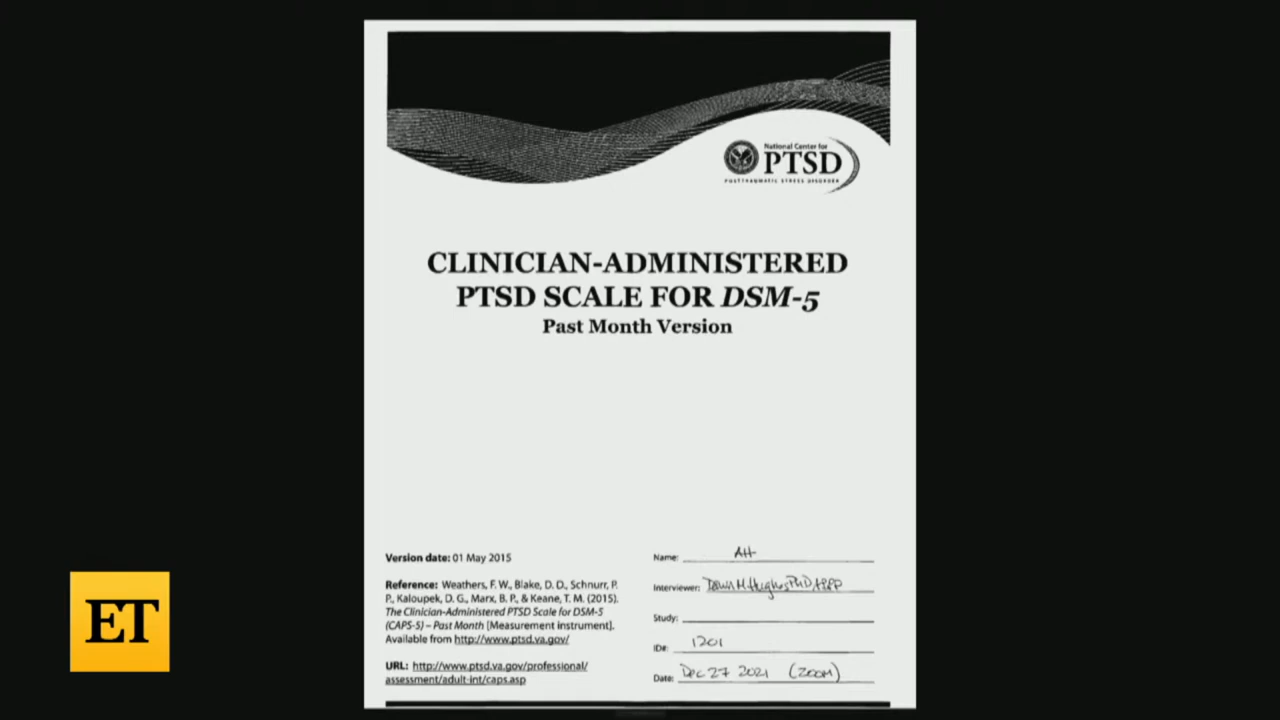 National Center for
PTSD
POSTTRAUMATIC STRESS DISORDER
CLINICIAN-ADMINISTERED
PTSD SCALE FOR DSM-5
Past Month Version
Version date: 01 May 2015
Reference: Weathers, F. W., Blake, D. D., Schnurr, P.
P., Kaloupek, D. G., Marx, B. P., & Keane, T. M. (2015).
The Clinician-Administered PTSD Scale for DSM-5
(CAPS-5) – Past Month [Measurement instrument].
Available from http://www.ptsd.va.gov/
URL: http://www.ptsd.va.gov/professional/
assessment/adult-int/caps.asp
Name: AH
Interviewer: Dawn M Hughes PhD, ABPP
Study:
ID#: 1201
Date: Dec 27 2021 (ZOOM)
ET